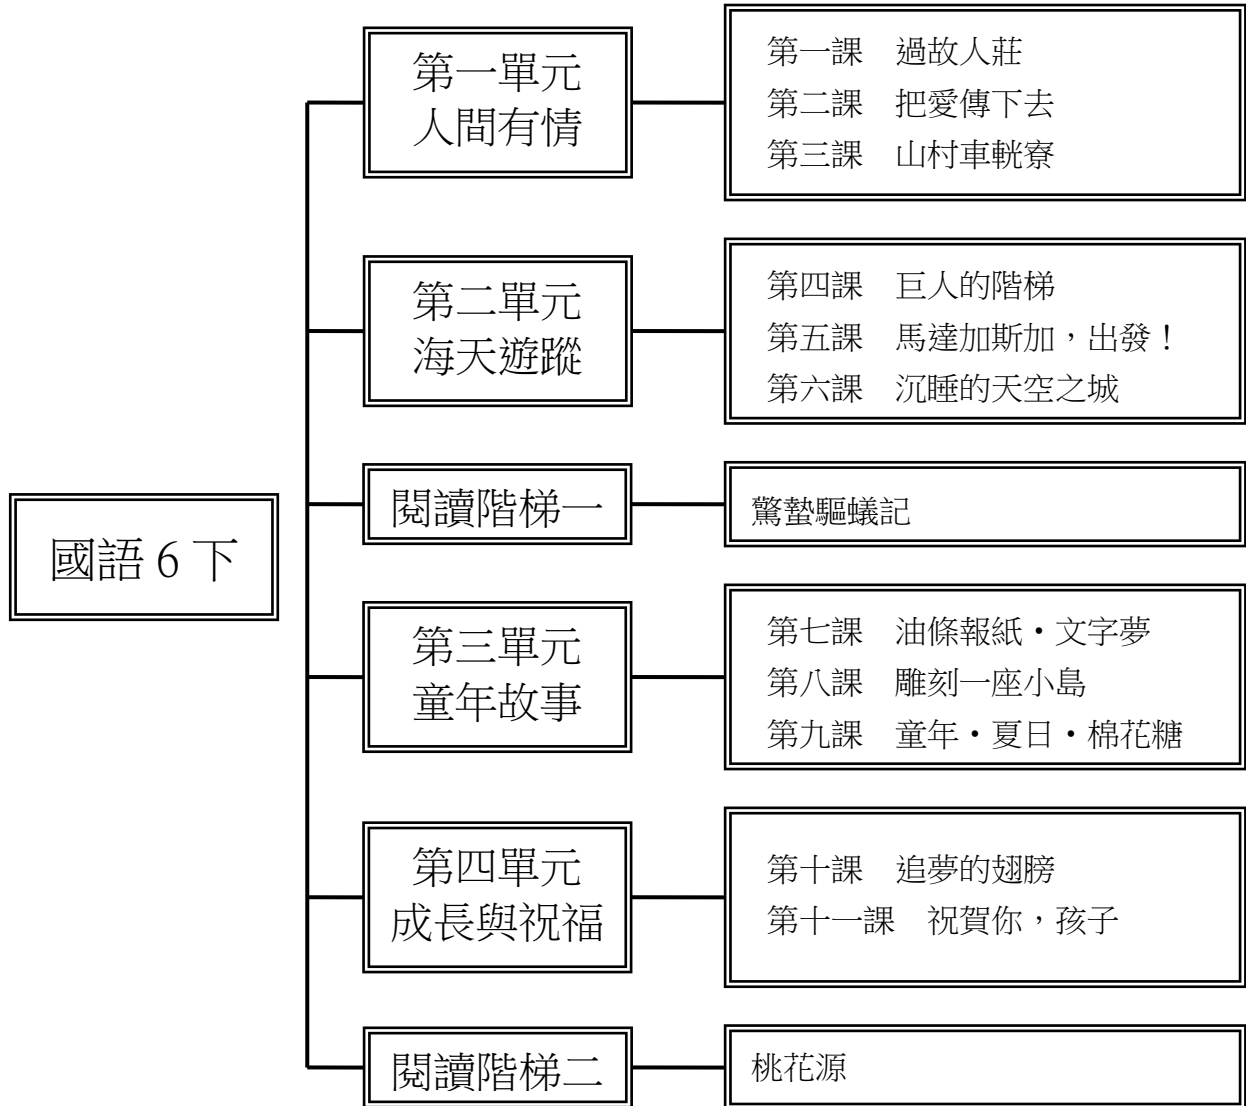 國語 6 下
第一單元
人間有情
第一課　過故人莊
第二課　把愛傳下去
第三課　山村車輄寮
第二單元
海天遊蹤
第四課　巨人的階梯
第五課　馬達加斯加，出發！
第六課　沉睡的天空之城
閱讀階梯一
驚蟄驅蟻記
第三單元
童年故事
第七課　油條報紙・文字夢
第八課　雕刻一座小島
第九課　童年・夏日・棉花糖
第四單元
成長與祝福
第十課　追夢的翅膀
第十一課　祝賀你，孩子
閱讀階梯二
桃花源